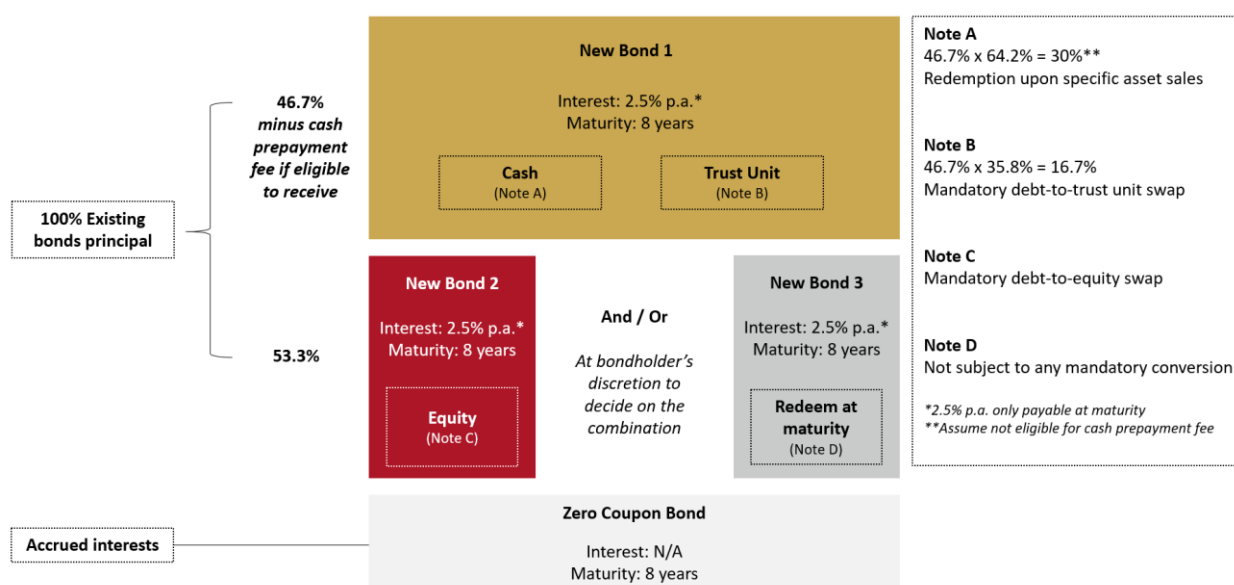 New Bond 1
Interest: 2.5% p.a.*
Maturity: 8 years
Cash
(Note A)
Trust Unit
(Note B)
46.7%
minus cash
prepayment
fee if eligible
to receive
100% Existing
bonds principal
53.3%
New Bond 2
Interest: 2.5% p.a.*
Maturity: 8 years
Equity
(Note C)
And / Or
At bondholder's
discretion to
decide on the
combination
New Bond 3
Interest: 2.5% p.a.*
Maturity: 8 years
Redeem at
maturity
(Note D)
Accrued interests
Zero Coupon Bond
Interest: N/A
Maturity: 8 years
Note A
46.7% x 64.2% = 30%**
Redemption upon specific asset sales
Note B
46.7% x 35.8% = 16.7%
Mandatory debt-to-trust unit swap
Note C
Mandatory debt-to-equity swap
Note D
Not subject to any mandatory conversion
*2.5% p.a. only payable at maturity
**Assume not eligible for cash prepayment fee